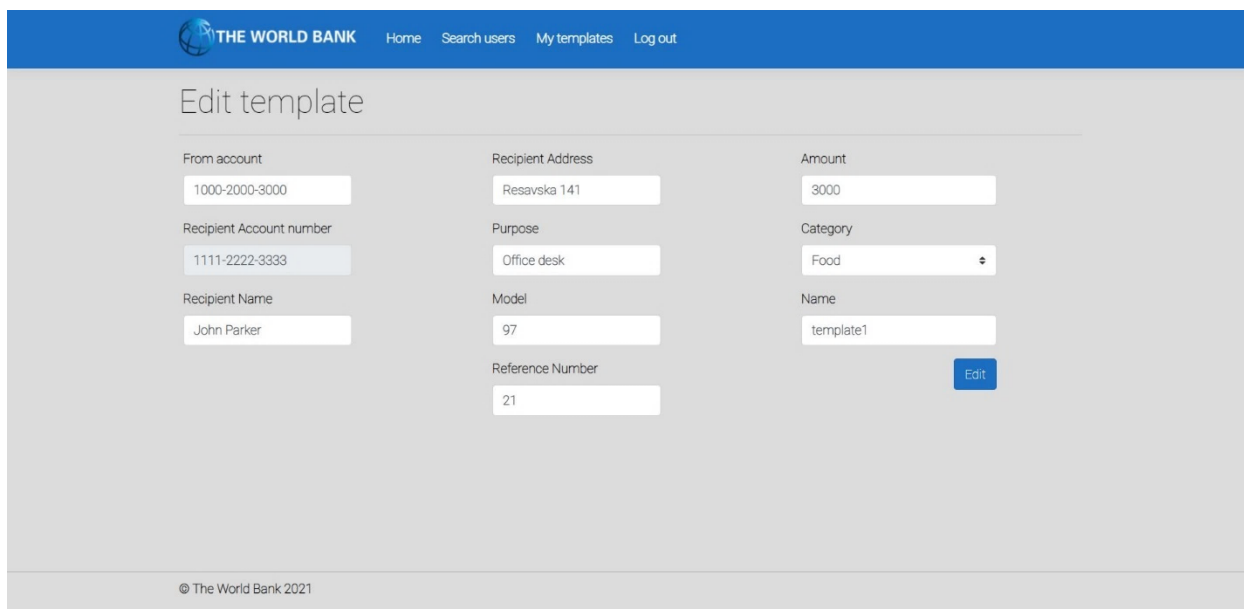 THE WORLD BANK Home Search users My templates Log out
Edit template
From account
1000-2000-3000
Recipient Account number
1111-2222-3333
Recipient Name
John Parker
Recipient Address
Resavska 141
Purpose
Office desk
Model
97
Reference Number
21
Amount
3000
Category
Food
Name
template1
Edit
© The World Bank 2021